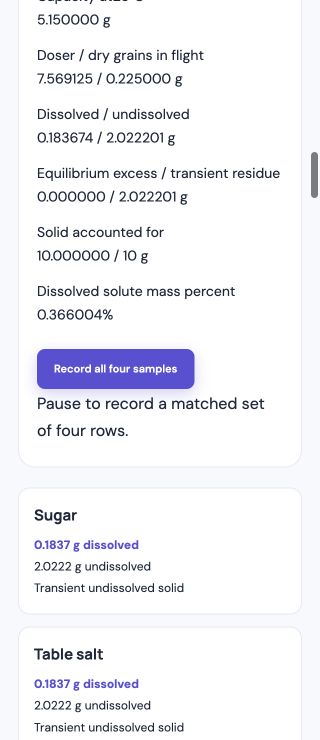 5.150000 g
Doser / dry grains in flight
7.569125 / 0.225000 g
Dissolved / undissolved
0.183674 / 2.022201 g
Equilibrium excess / transient residue
0.000000 / 2.022201 g
Solid accounted for
10.000000 / 10 g
Dissolved solute mass percent
0.366004%
Record all four samples
Pause to record a matched set
of four rows.
Sugar
0.1837 g dissolved
2.0222 g undissolved
Transient undissolved solid
Table salt
0.1837 g dissolved
2.0222 g undissolved
Transient undissolved solid